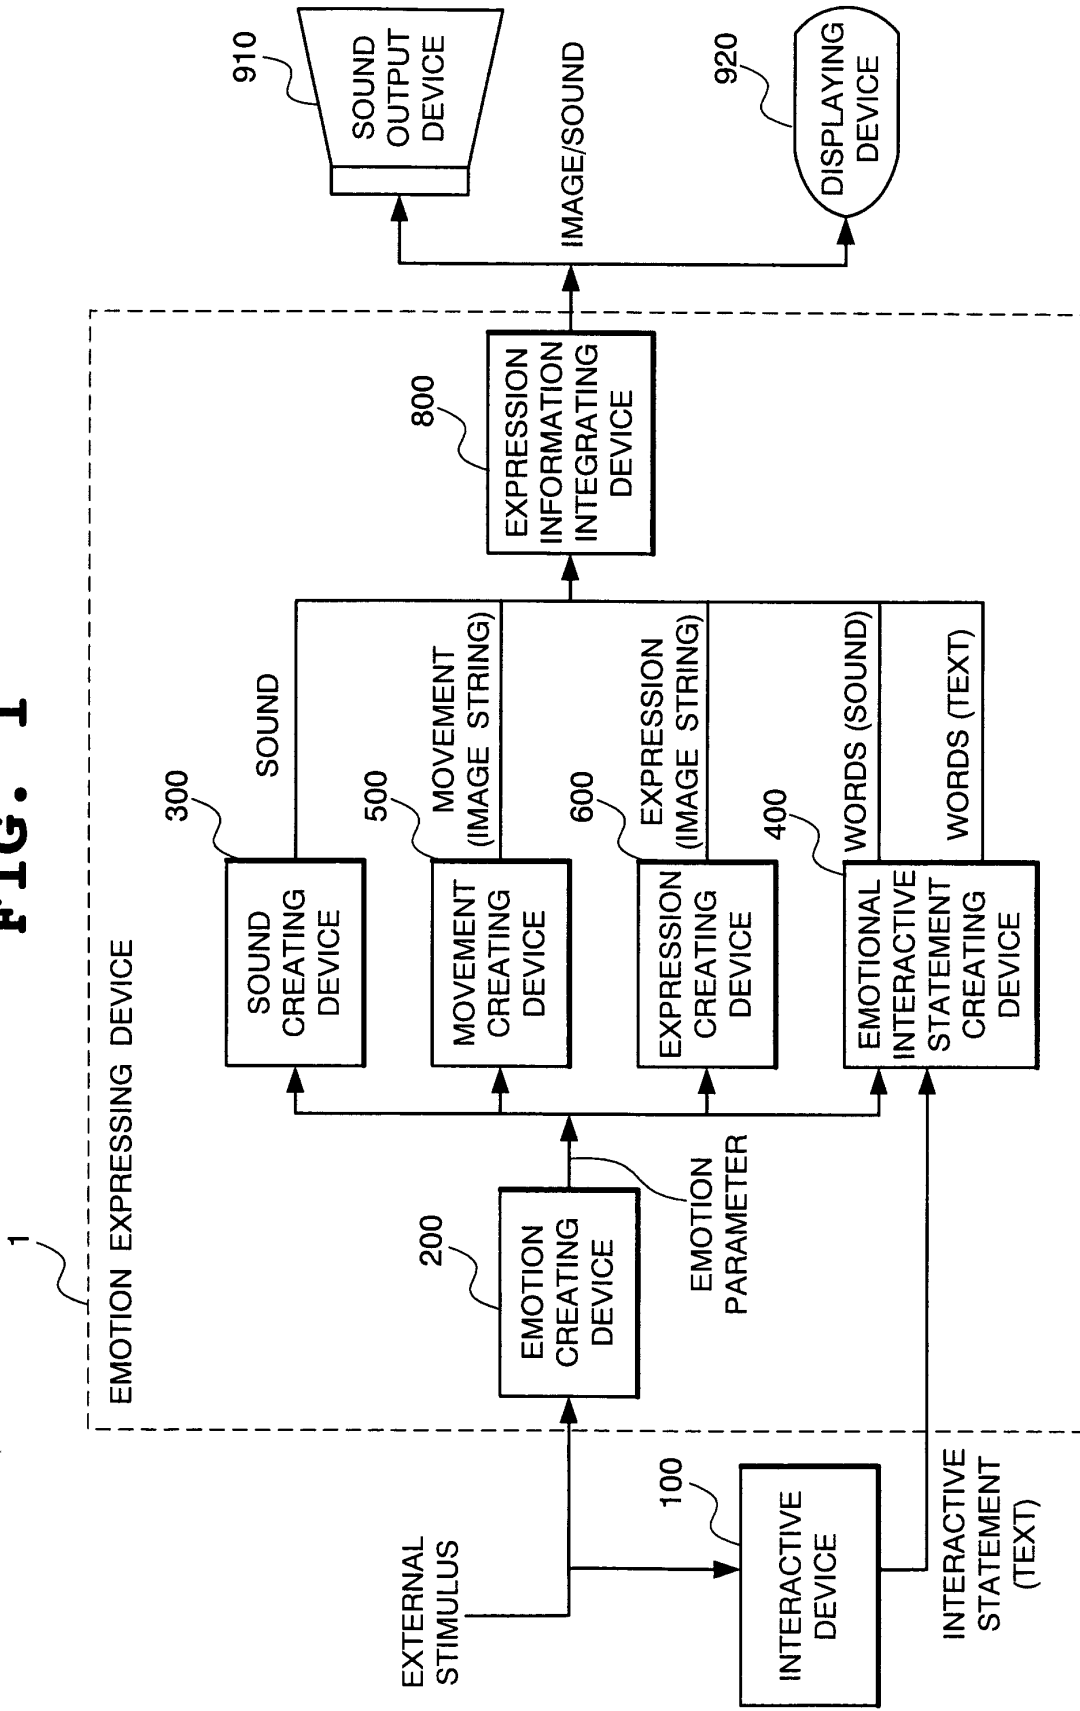 FIG. 1
1
EMOTION EXPRESSING DEVICE
EXTERNAL
STIMULUS
100
INTERACTIVE
DEVICE
INTERACTIVE
STATEMENT
(TEXT)
200
EMOTION
CREATING
DEVICE
EMOTION
PARAMETER
300
SOUND
CREATING
DEVICE
SOUND
500
MOVEMENT
CREATING
DEVICE
MOVEMENT
(IMAGE STRING)
600
EXPRESSION
CREATING
DEVICE
EXPRESSION
(IMAGE STRING)
400
EMOTIONAL
INTERACTIVE
STATEMENT
CREATING
DEVICE
WORDS (SOUND)
WORDS (TEXT)
800
EXPRESSION
INFORMATION
INTEGRATING
DEVICE
IMAGE/SOUND
910
SOUND
OUTPUT
DEVICE
920
DISPLAYING
DEVICE